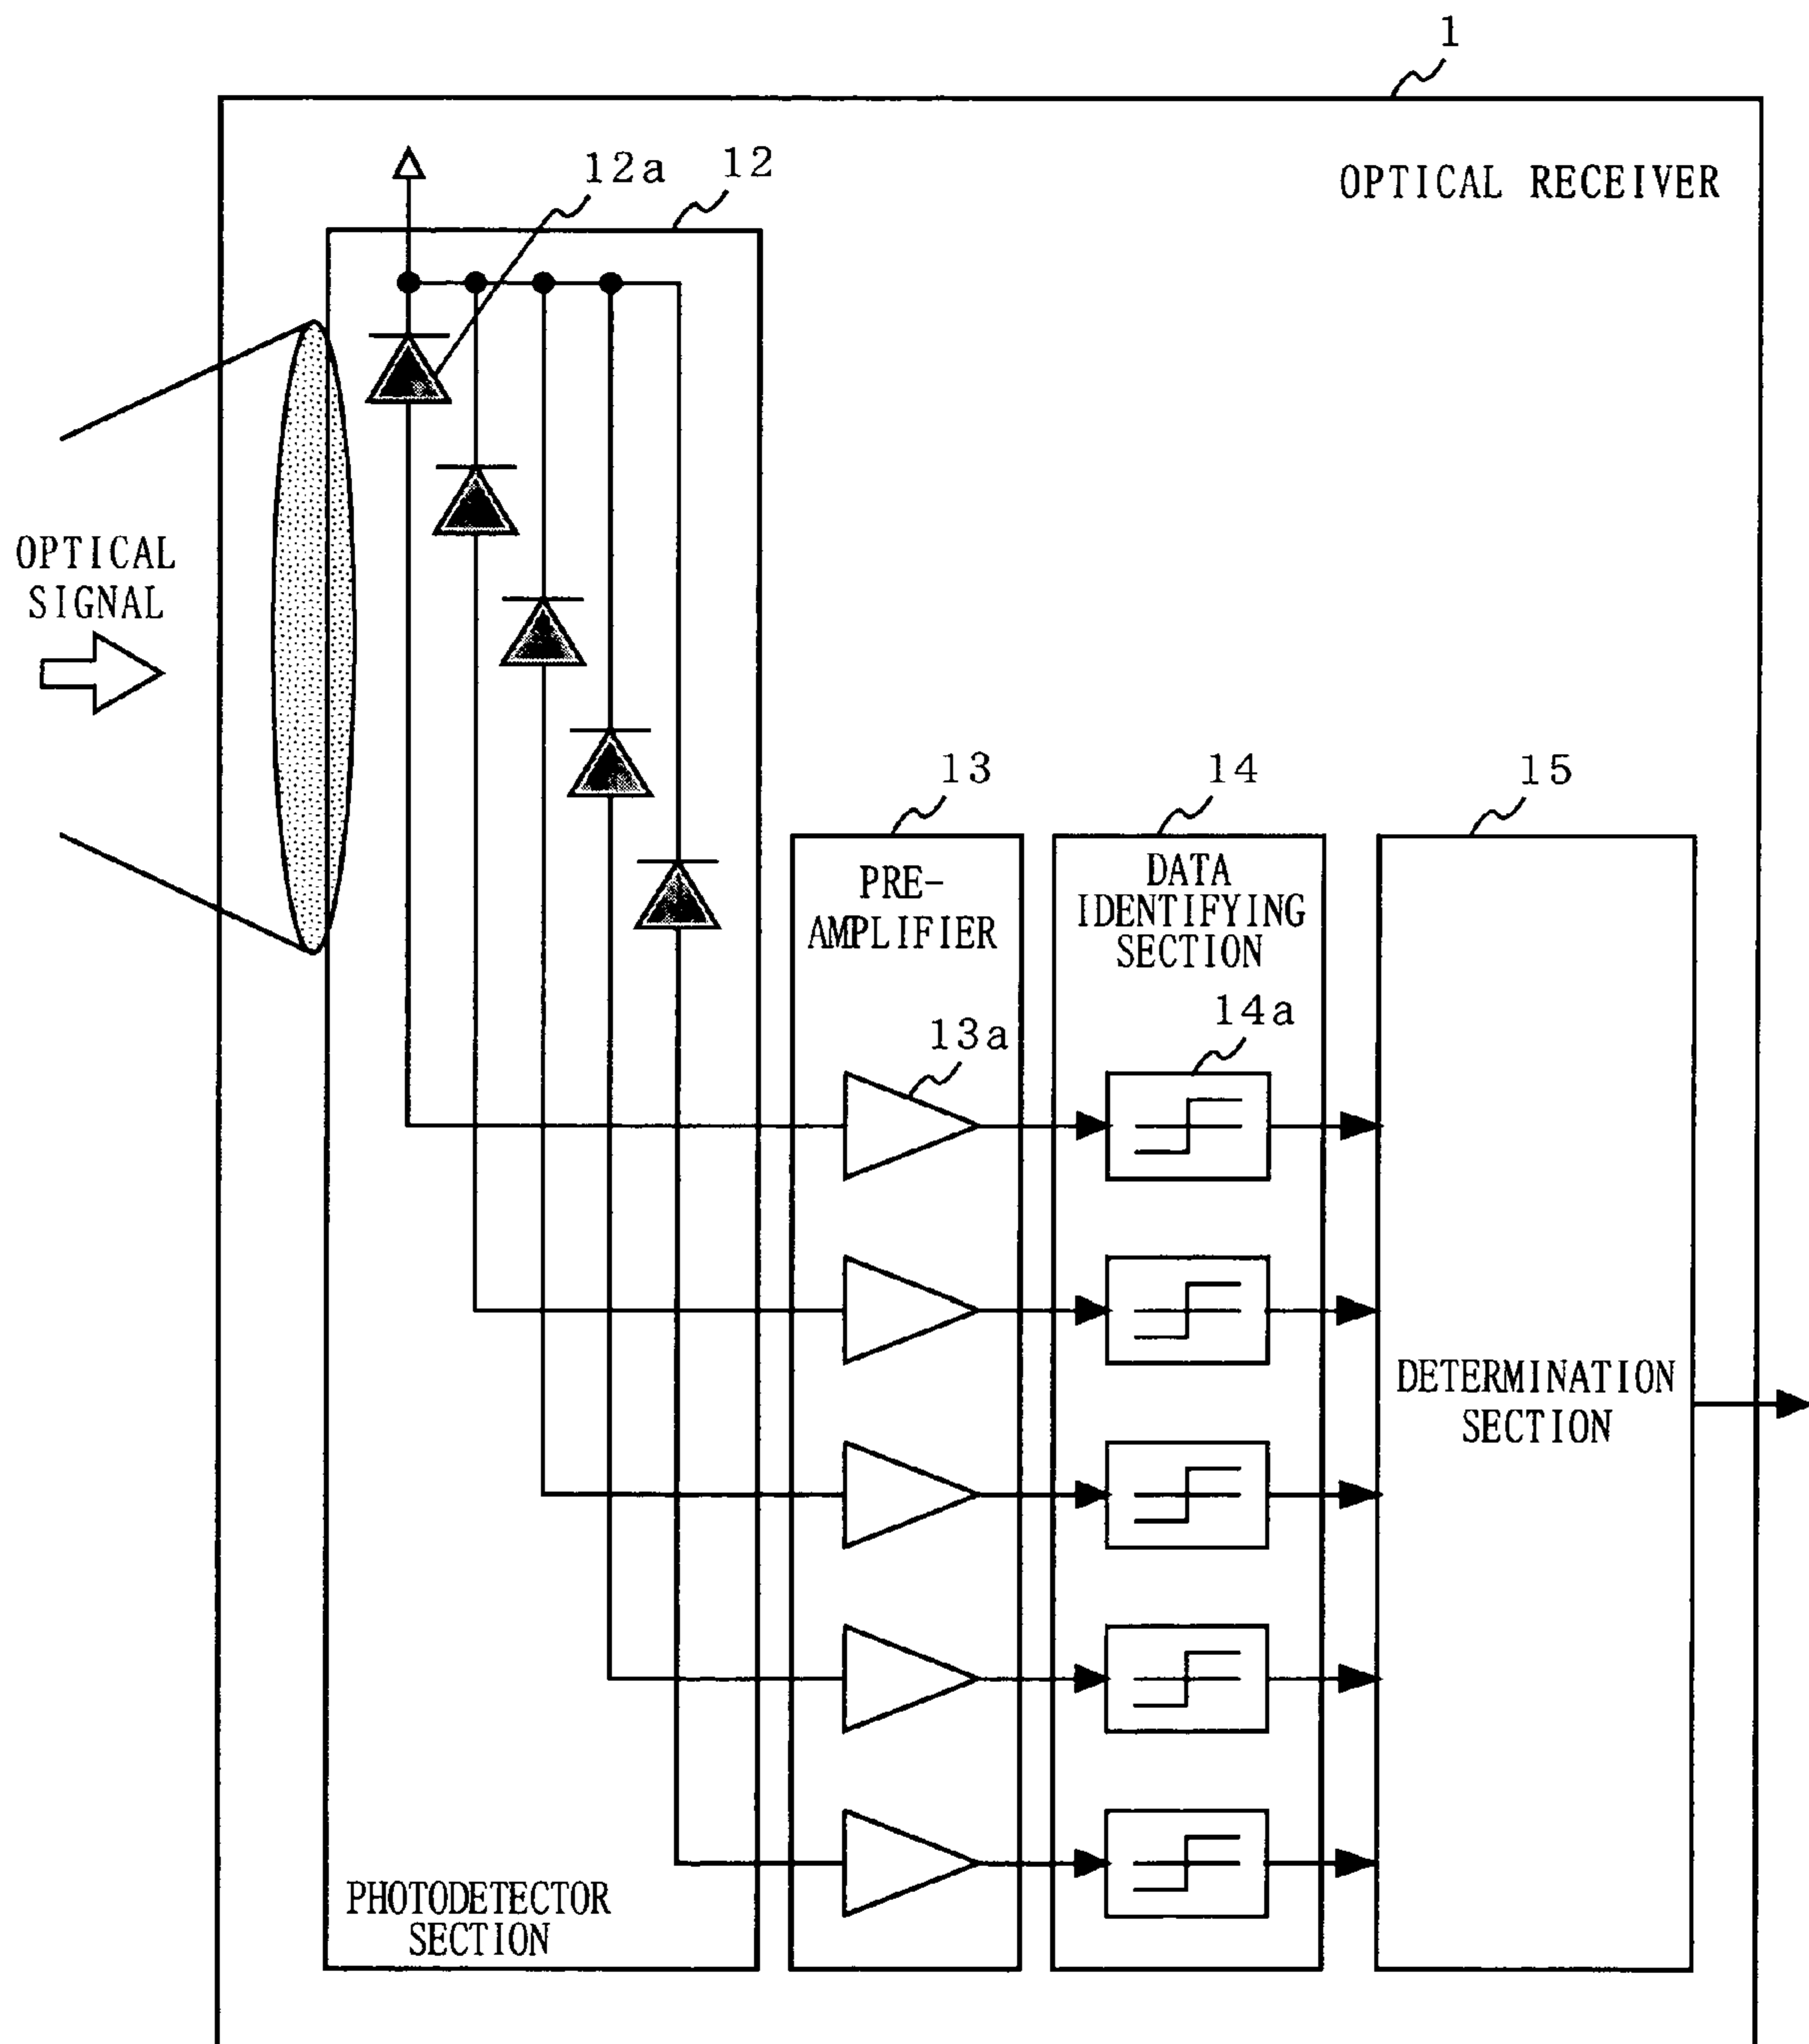 1
OPTICAL RECEIVER
12a
12
OPTICAL
SIGNAL
13
14
15
PRE-
AMPLIFIER
DATA
IDENTIFYING
SECTION
13a
14a
DETERMINATION
SECTION
PHOTODETECTOR
SECTION